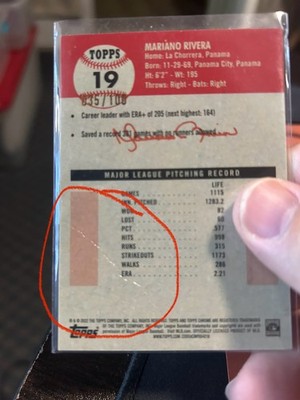 TOPPS
19
035/100
MARIANO RIVERA
Home: La Chorrera, Panama
Born: 11-29-69, Panama City, Panama
Ht: 6'2" • Wt: 195
Throws: Right • Bats: Right
• Career leader with ERA+ of 205 (next highest: 164)
• Saved a record games with no runners
MAJOR LEAGUE PITCHING RECORD
LIFE
GAMES 1115
INN. PITCHED 1283.2
WON 82
LOST 60
PCT .577
HITS 998
RUNS 315
STRIKEOUTS 1173
WALKS 286
ERA 2.21
topps